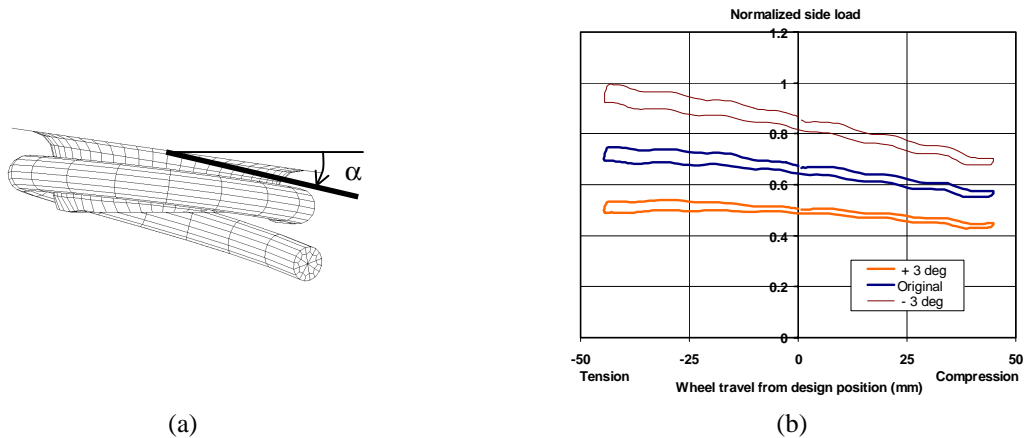 α
Normalized side load
1.2
1
0.8
0.6
0.4
0.2
0
+ 3 deg
Original
- 3 deg
-50 -25 0 25 50
Tension Compression
Wheel travel from design position (mm)
(a) (b)